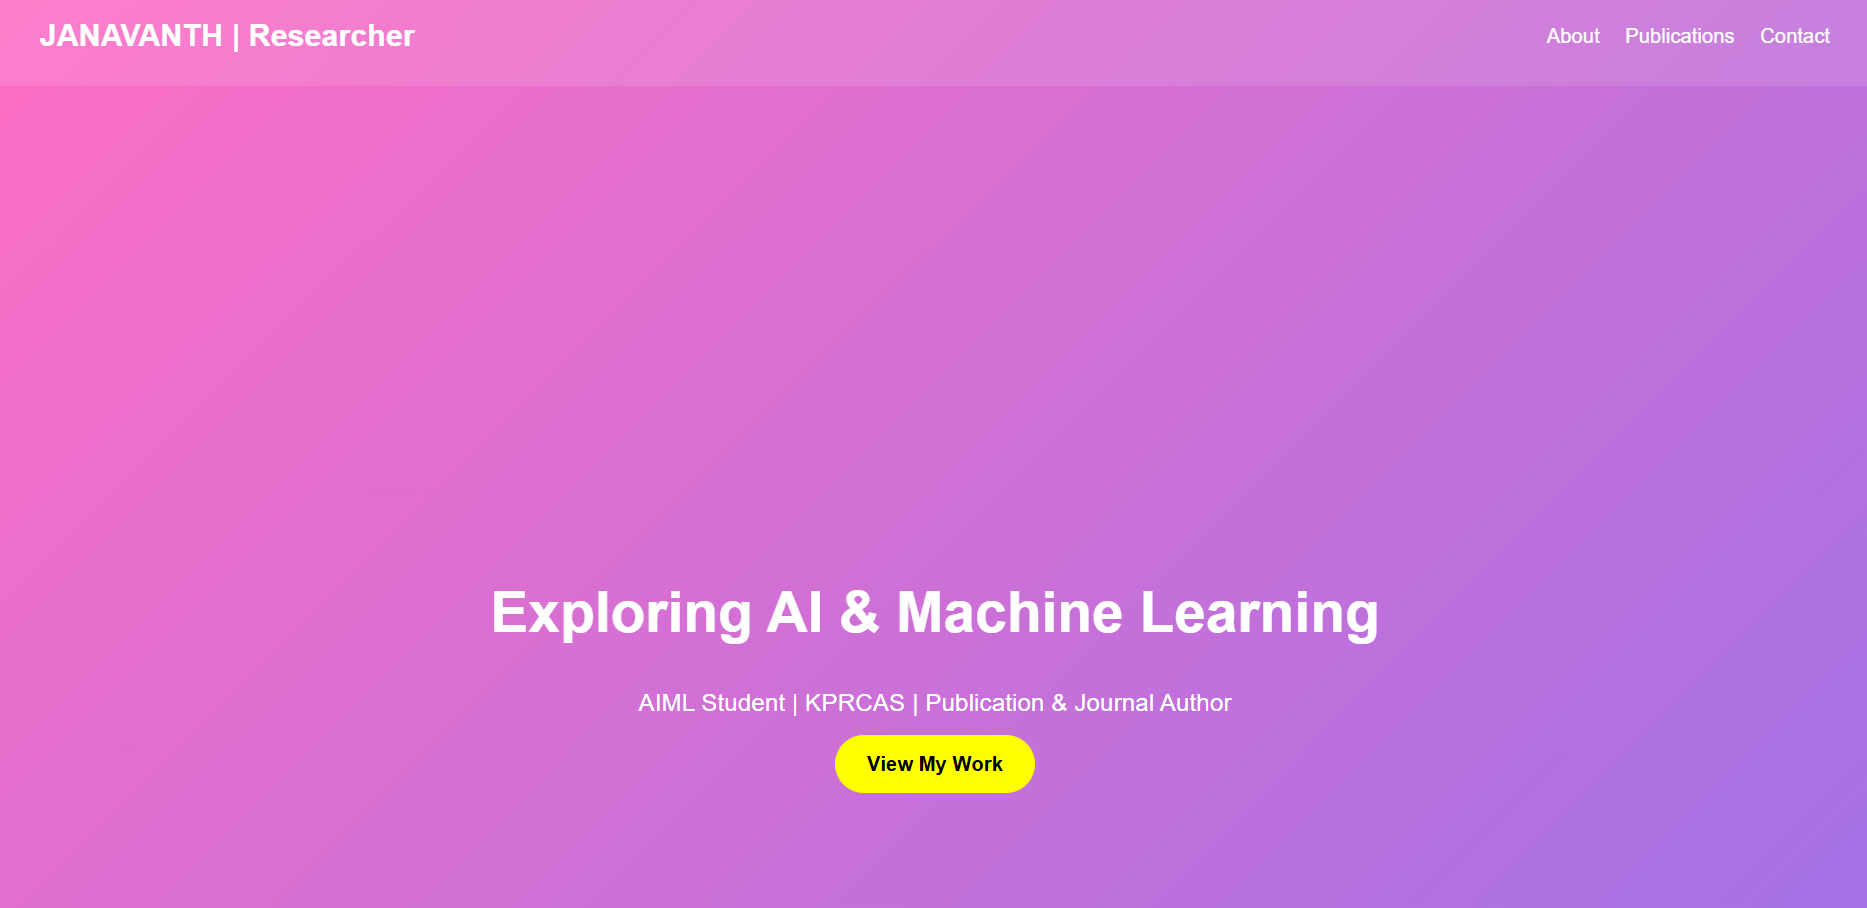 JANAVANTH | Researcher
About Publications Contact
Exploring AI & Machine Learning
AIML Student | KPRCAS | Publication & Journal Author
View My Work